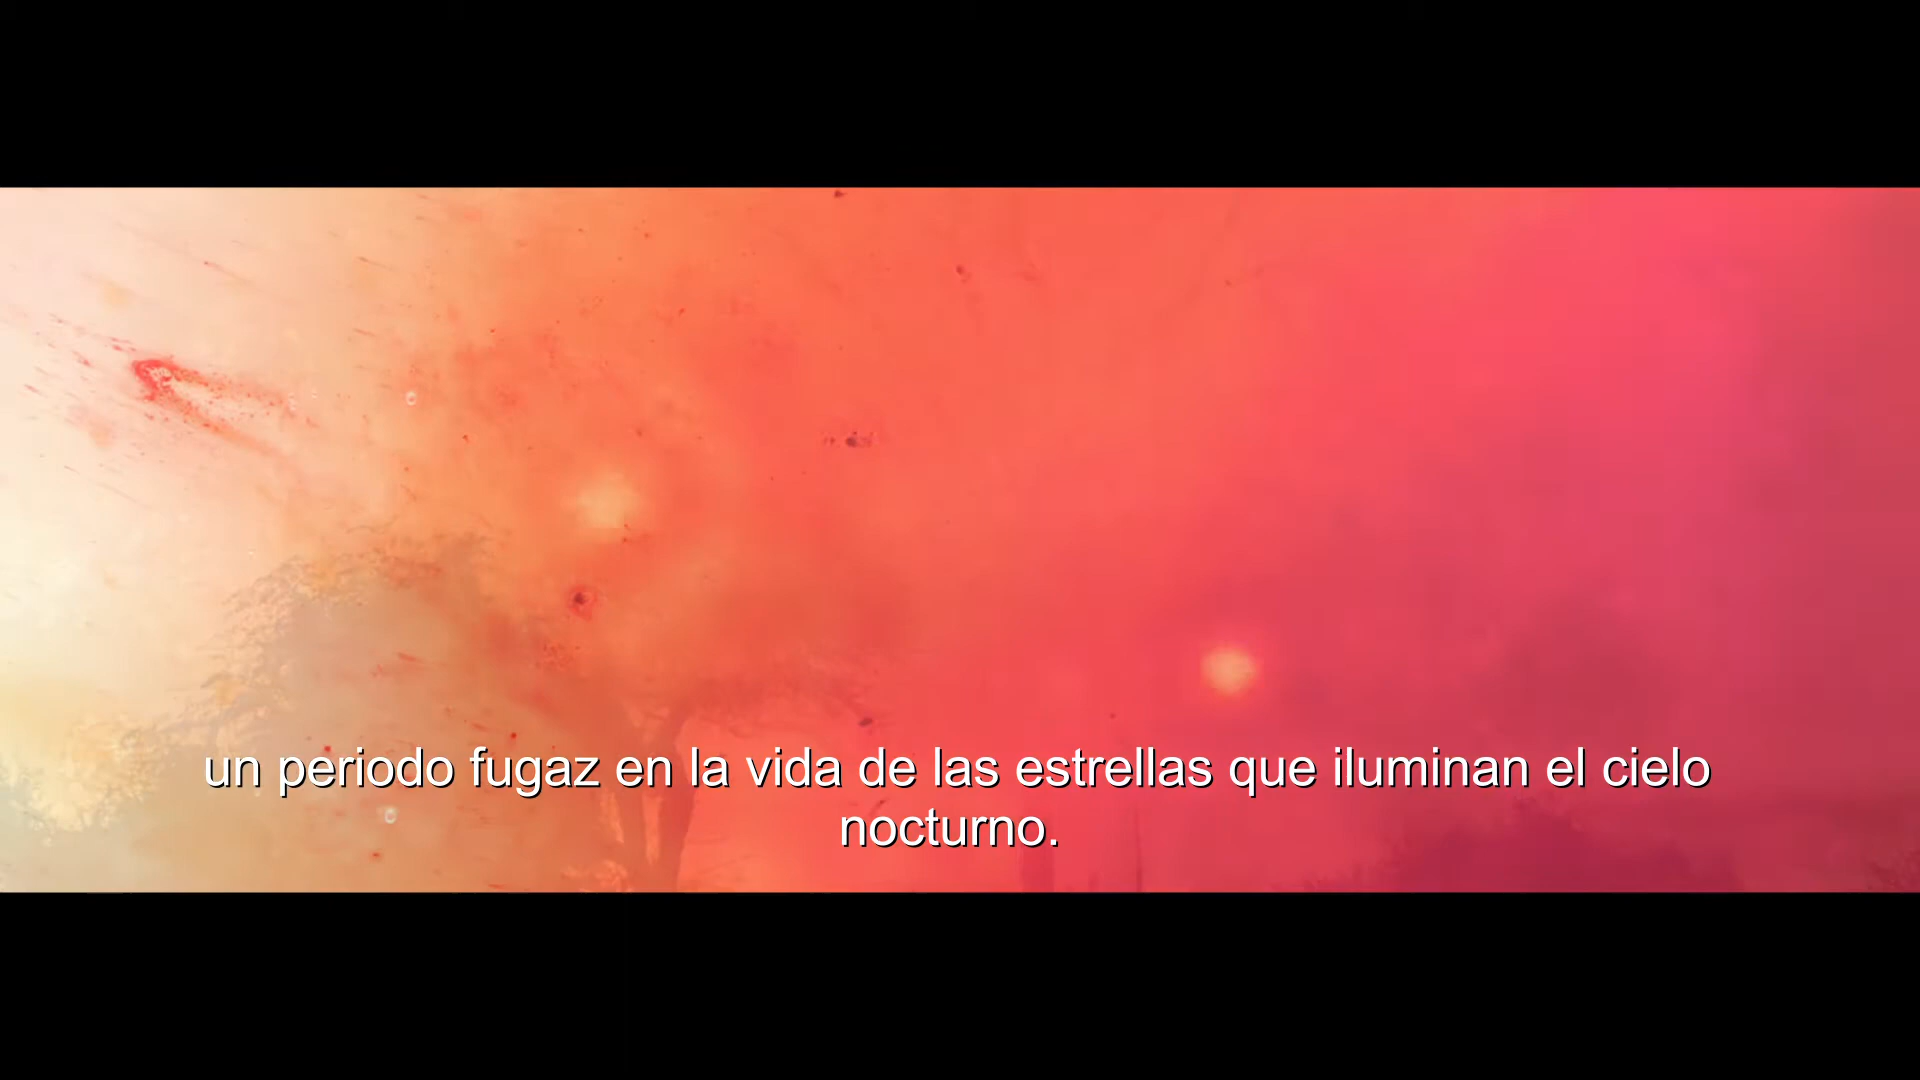 un periodo fugaz en la vida de las estrellas que iluminan el cielo
nocturno.